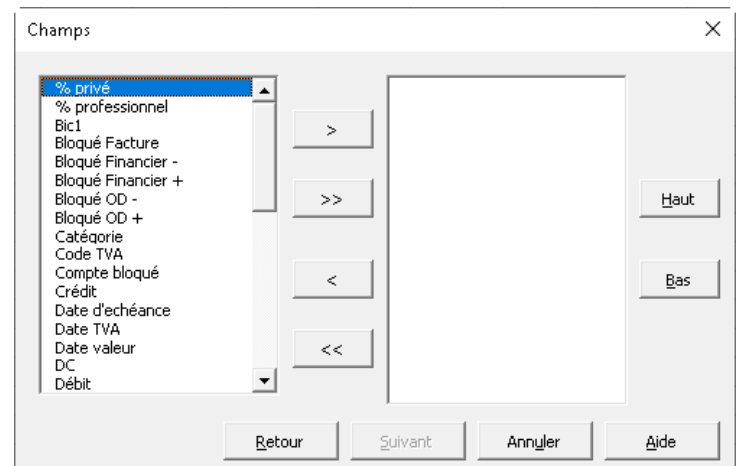 Champs
% privé
% professionnel
Bic1
Bloqué Facture
Bloqué Financier -
Bloqué Financier +
Bloqué OD -
Bloqué OD +
Catégorie
Code TVA
Compte bloqué
Crédit
Date d'echéance
Date TVA
Date valeur
DC
Débit
>
>>
<
<<
Haut
Bas
Retour
Suivant
Annuler
Aide